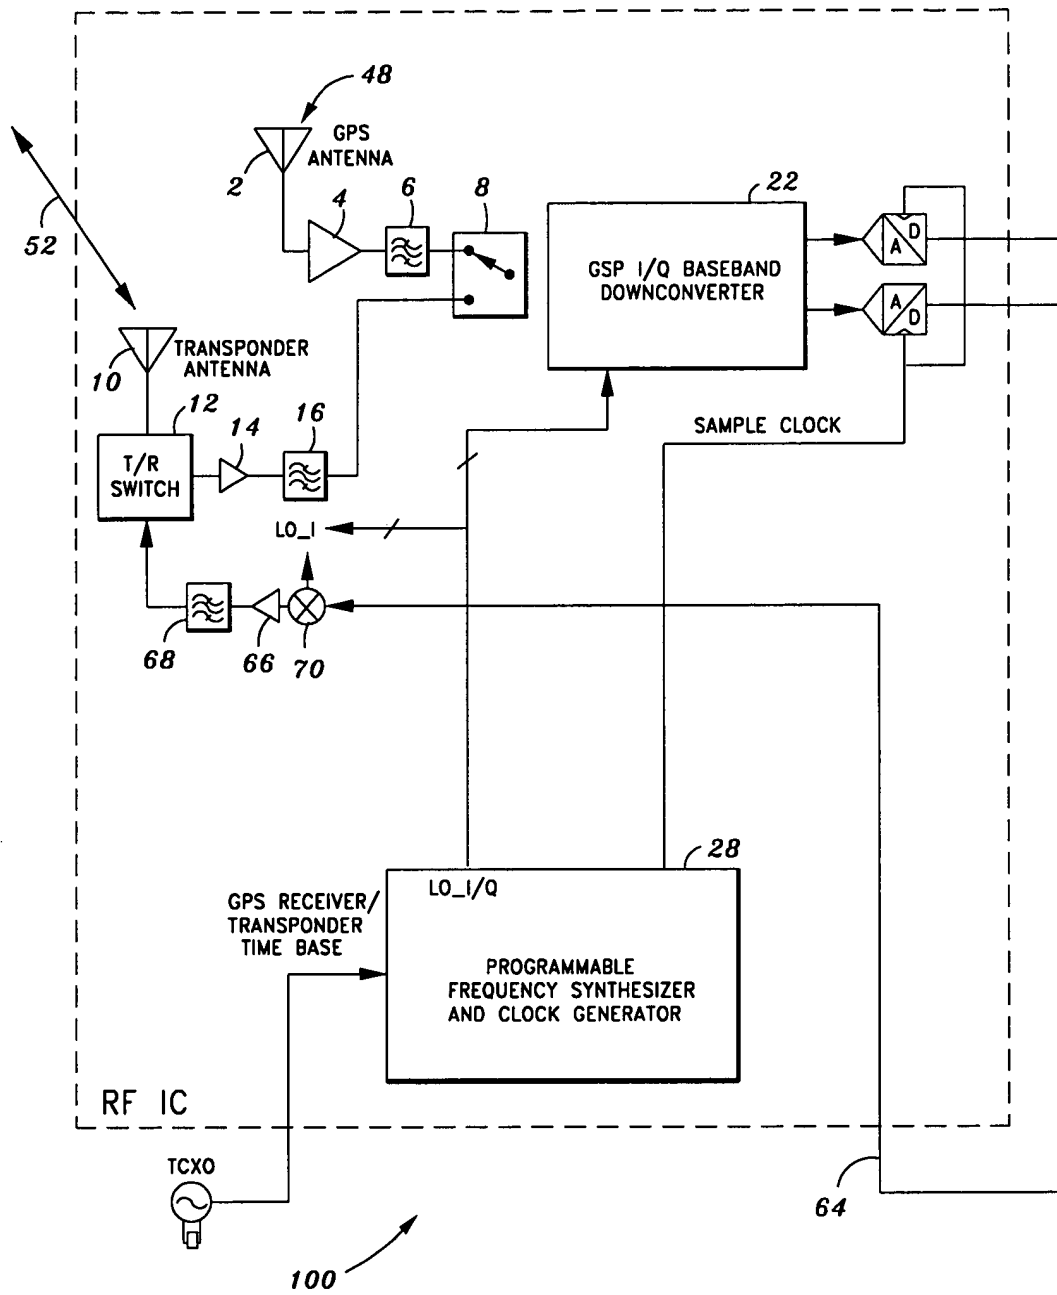 48
GPS
ANTENNA
2
4
6
8
22
52
GSP I/Q BASEBAND
DOWNCONVERTER
A D
A D
10
TRANSPONDER
ANTENNA
12
14
16
T/R
SWITCH
SAMPLE CLOCK
LO_I
68
66
70
28
LO_I/Q
GPS RECEIVER/
TRANSPONDER
TIME BASE
PROGRAMMABLE
FREQUENCY SYNTHESIZER
AND CLOCK GENERATOR
RF IC
TCXO
64
100